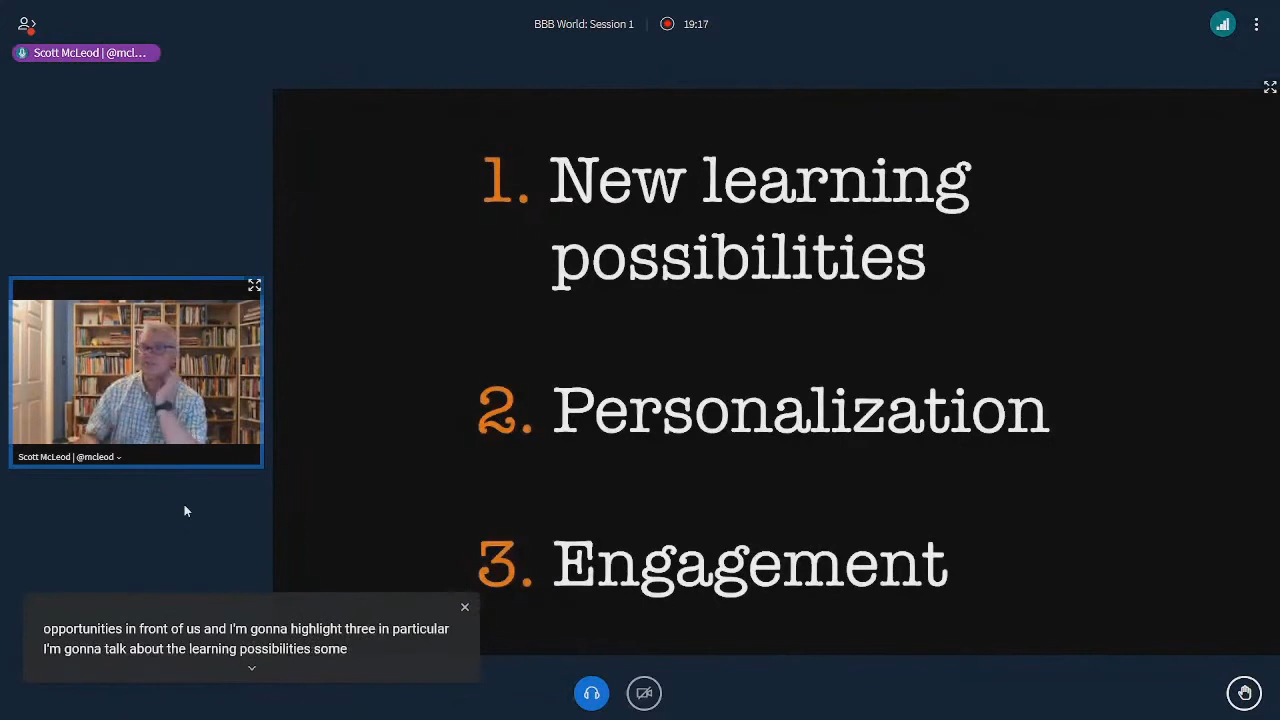 BBB World: Session 1
19:17
Scott McLeod | @mcl...
1. New learning
possibilities
2. Personalization
3. Engagement
Scott McLeod | @mcleod
opportunities in front of us and I'm gonna highlight three in particular
I'm gonna talk about the learning possibilities some